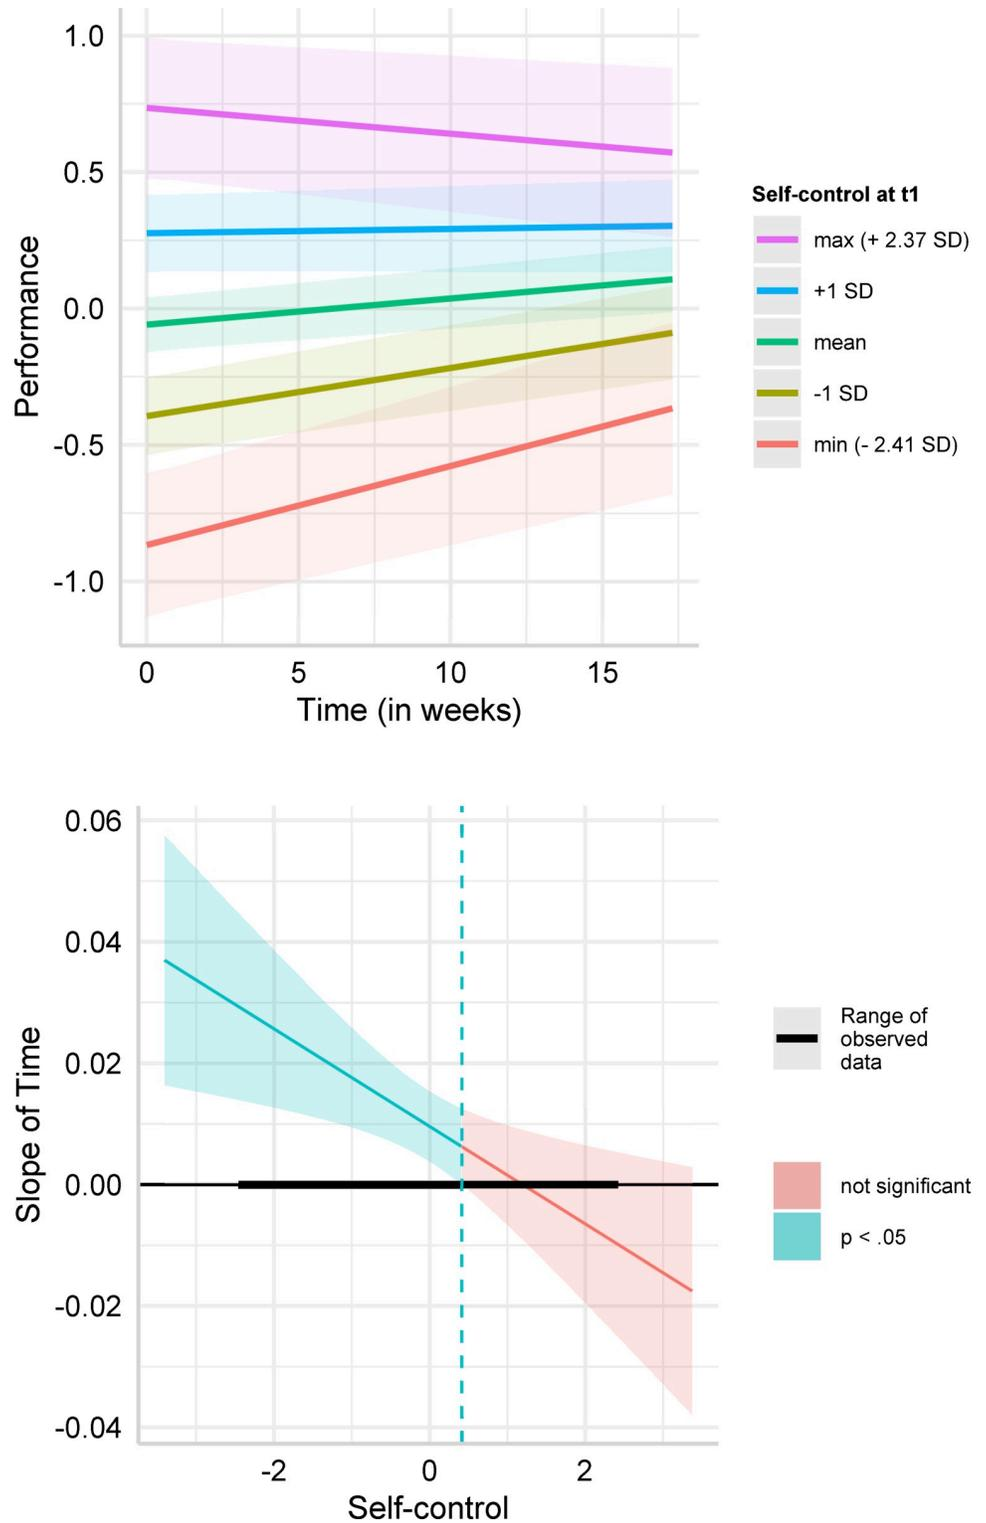 1.0
0.5
0.0
-0.5
-1.0
Performance
0 5 10 15
Time (in weeks)
Self-control at t1
max (+ 2.37 SD)
+1 SD
mean
-1 SD
min (- 2.41 SD)
0.06
0.04
0.02
0.00
-0.02
-0.04
Slope of Time
-2 0 2
Self-control
Range of
observed
data
not significant
p < .05